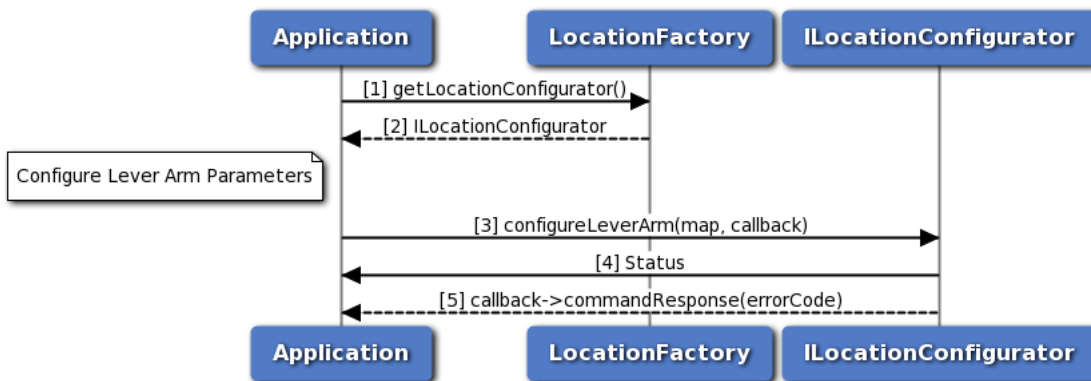 Application
LocationFactory
ILocationConfigurator
[1] getLocationConfigurator()
[2] ILocationConfigurator
Configure Lever Arm Parameters
[3] configureLeverArm(map, callback)
[4] Status
[5] callback->commandResponse(errorCode)
Application
LocationFactory
ILocationConfigurator